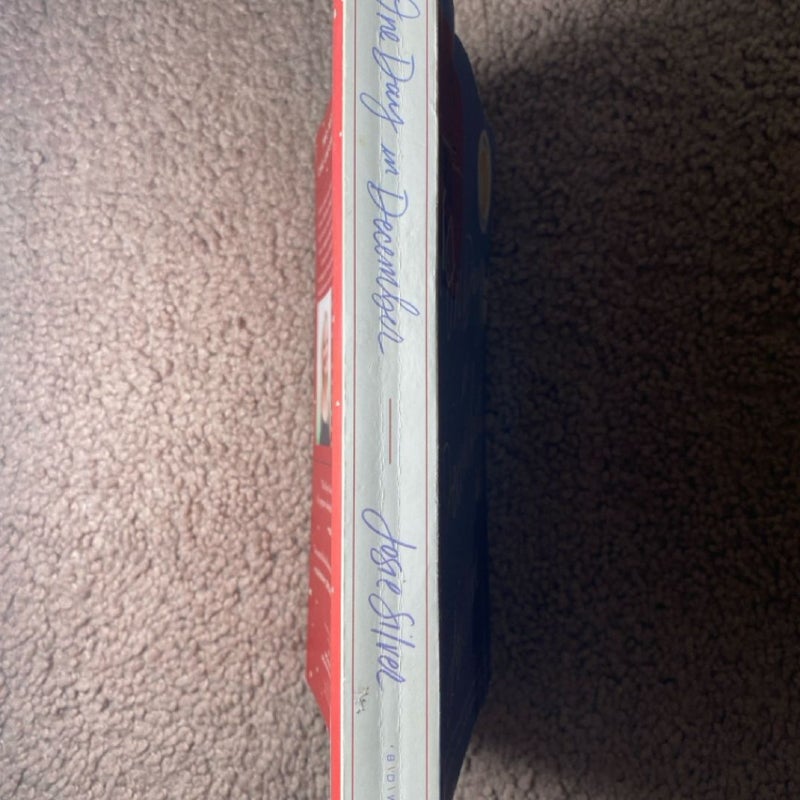 One Day in December
Josie Silver
B\D\W